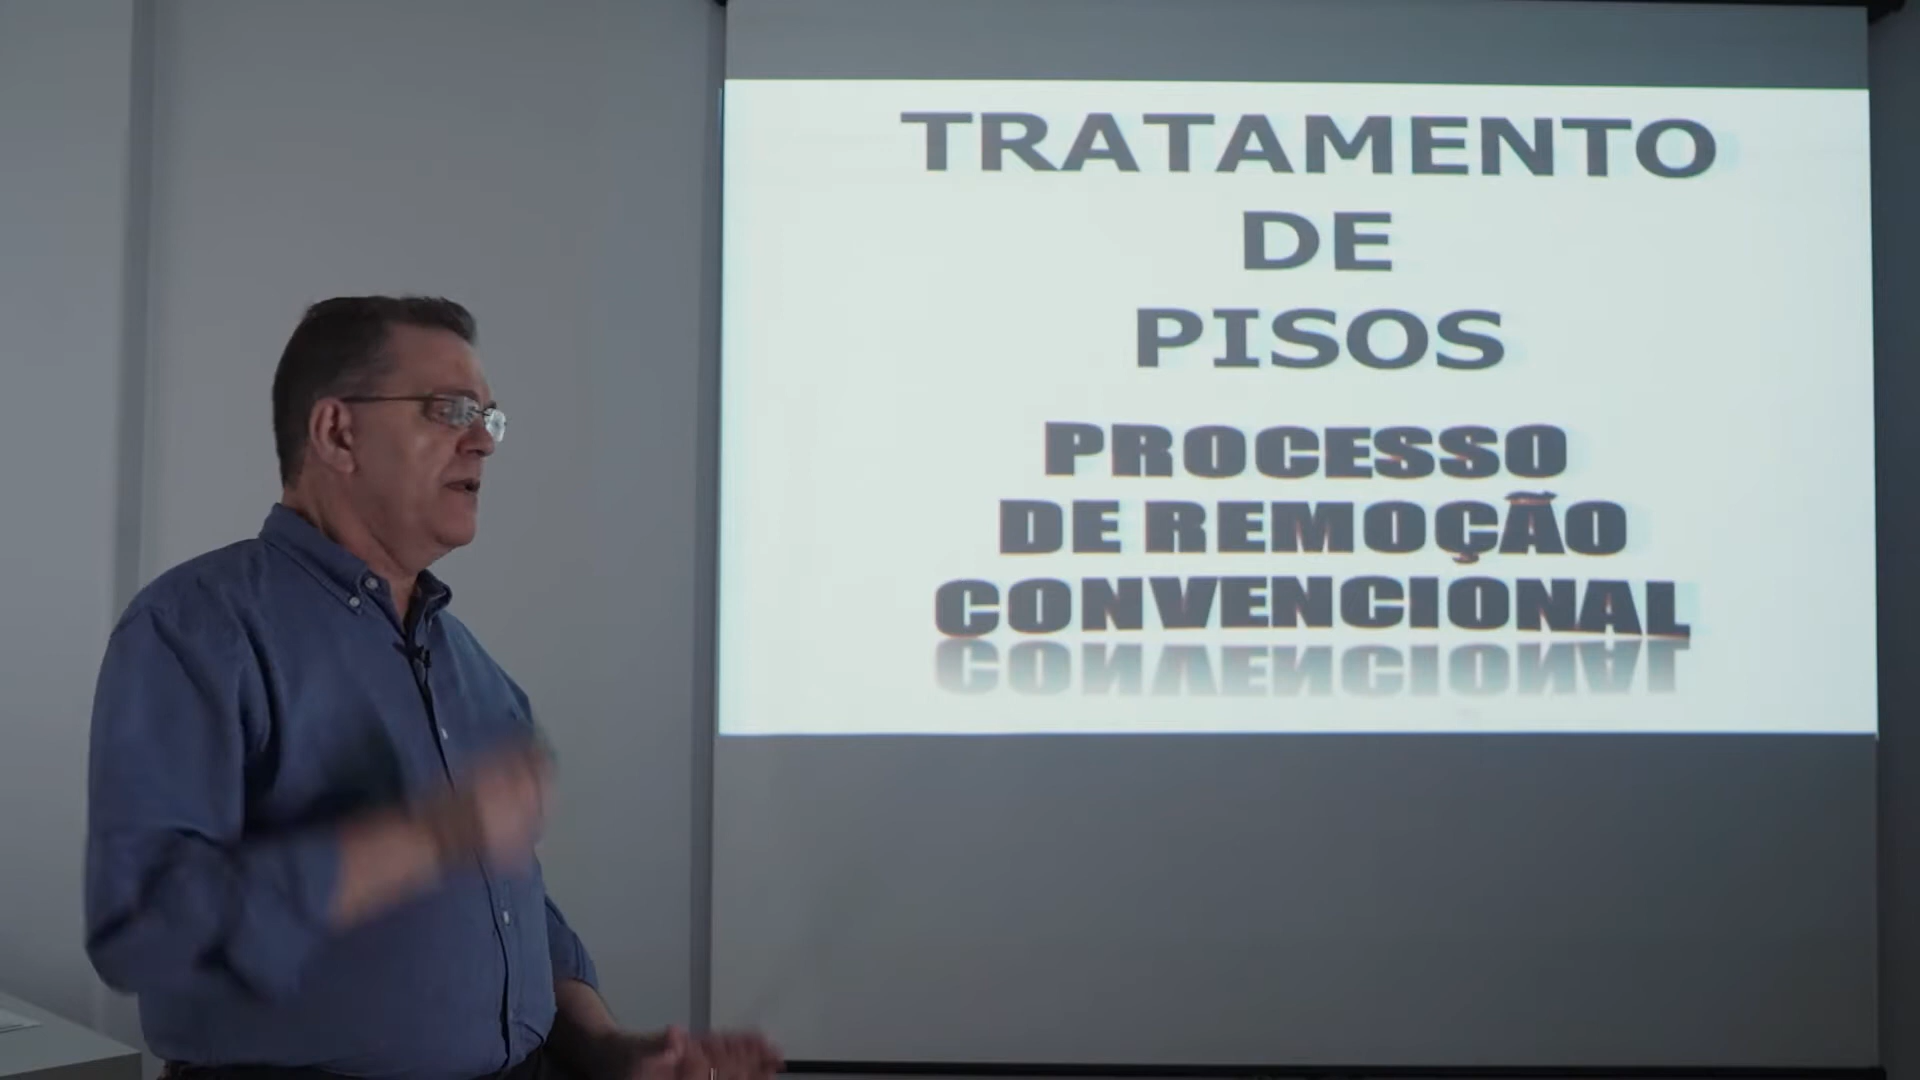 TRATAMENTO
DE
PISOS
PROCESSO
DE REMOÇÃO
CONVENCIONAL